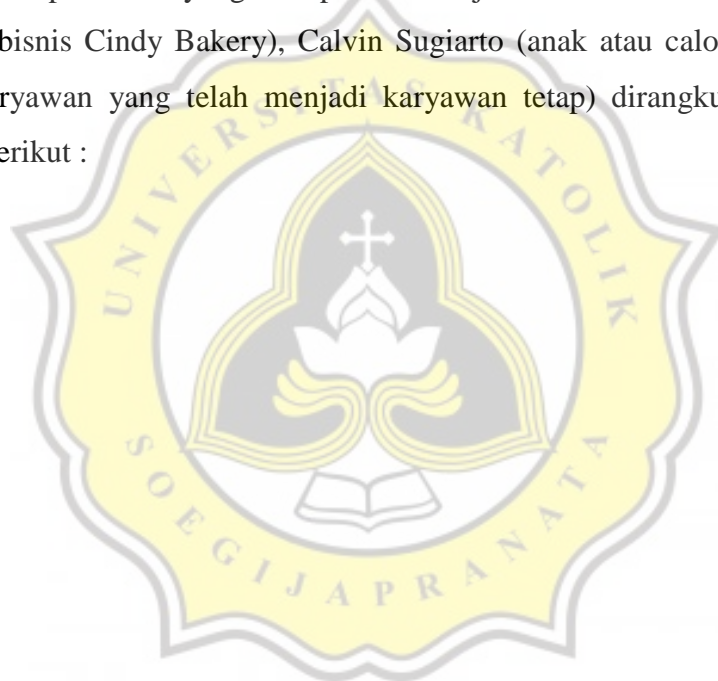 bisnis Cindy Bakery), Calvin Sugiarto (anak atau calo
ryawan yang telah menjadi karyawan tetap) dirangku
erikut :
UNIVERSITAS KATOLIK
SOEGIJAPRANATA